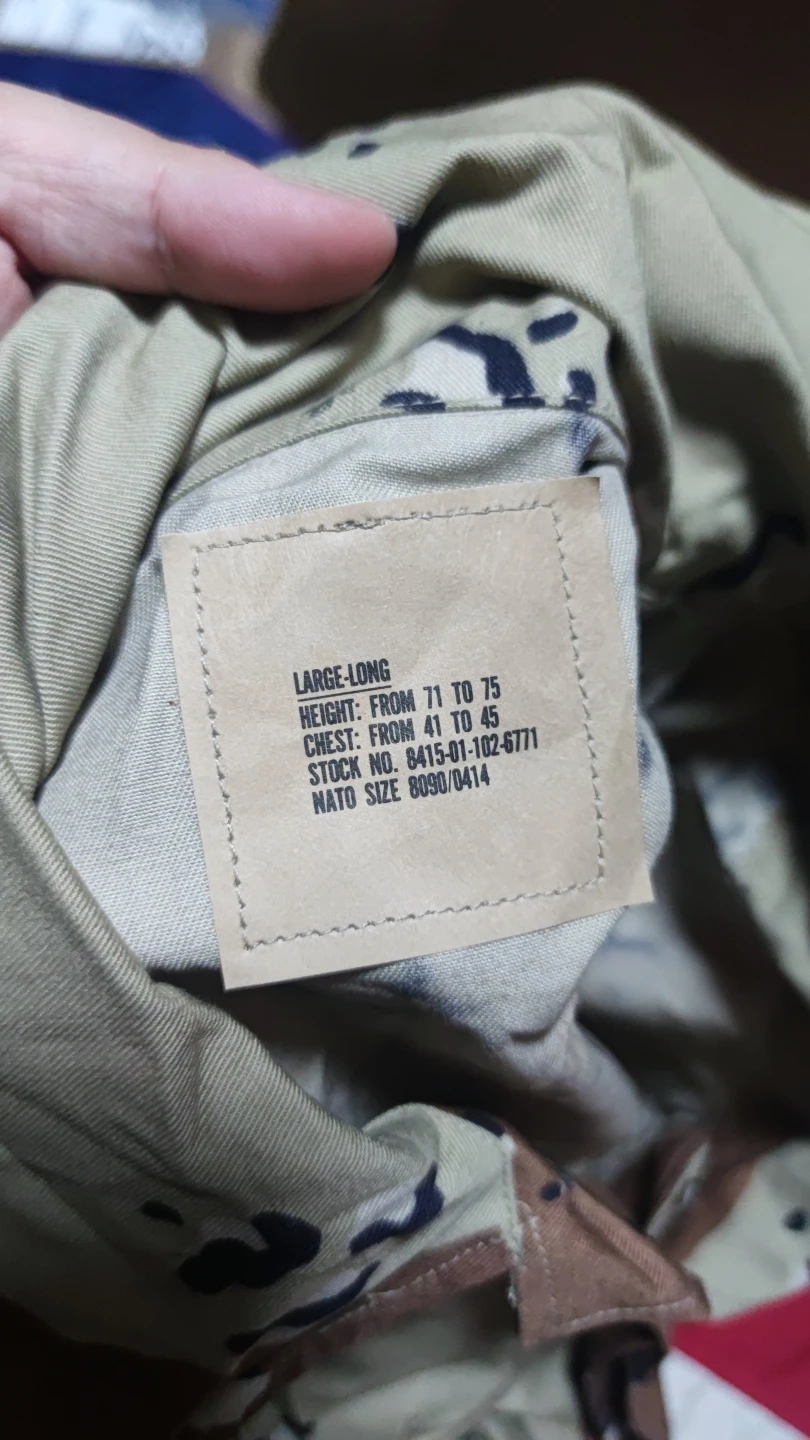 LARGE-LONG
HEIGHT: FROM 71 TO 75
CHEST: FROM 41 TO 45
STOCK NO. 8415-01-102-6771
NATO SIZE 8090/0414